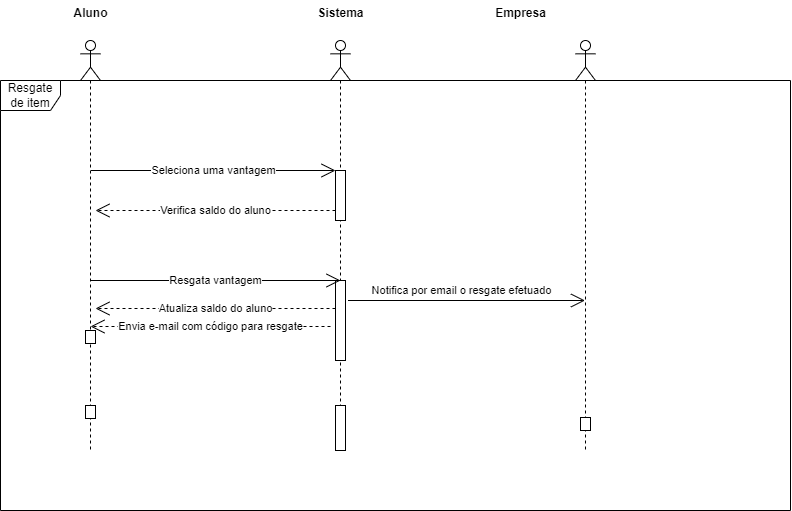 Aluno
Sistema
Empresa
Resgate
de item
Seleciona uma vantagem
Verifica saldo do aluno
Resgata vantagem
Notifica por email o resgate efetuado
Atualiza saldo do aluno
Envia e-mail com código para resgate